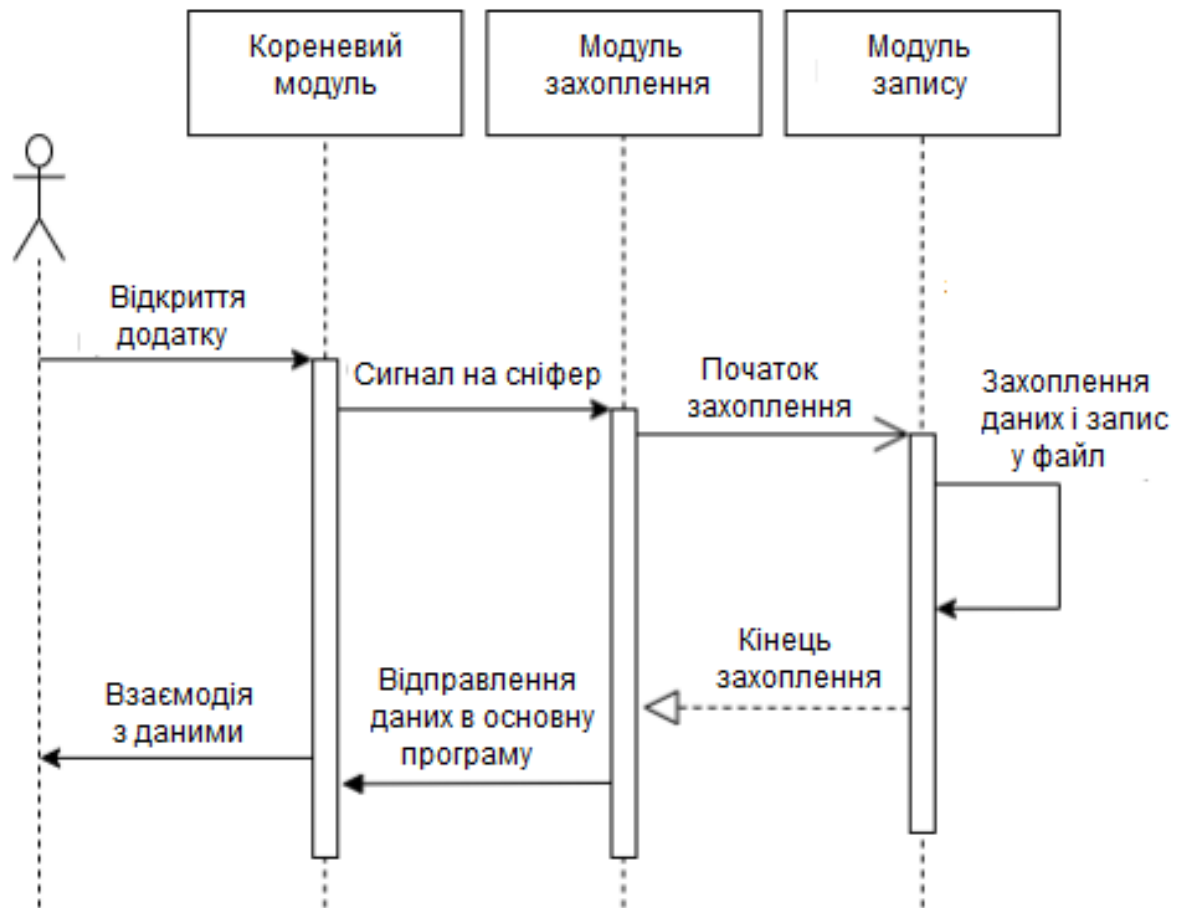 Кореневий
модуль
Модуль
захоплення
Модуль
запису
Відкриття
додатку
Сигнал на сніфер
Початок
захоплення
Захоплення
даних і запис
у файл
Кінець
захоплення
Відправлення
даних в основну
програму
Взаємодія
з даними